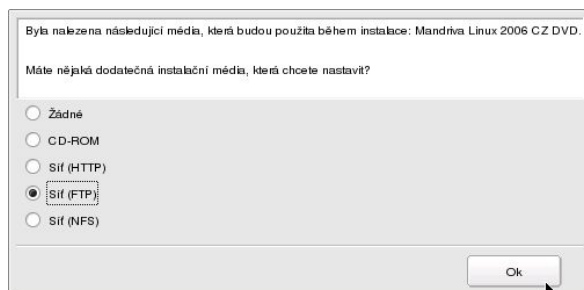 Byla nalezena následující média, která budou použita během instalace: Mandriva Linux 2006 CZ DVD.
Máte nějaká dodatečná instalační média, která chcete nastavit?
Žádné
CD-ROM
Síť (HTTP)
Síť (FTP)
Síť (NFS)
Ok